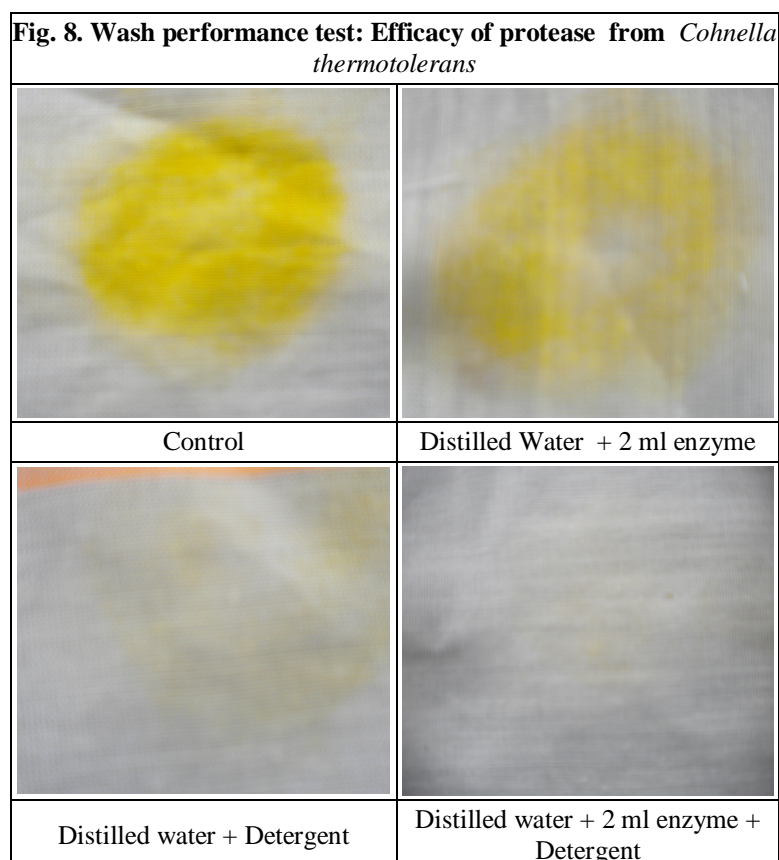 Fig. 8. Wash performance test: Efficacy of protease from Cohnella
thermotolerans
Control
Distilled Water + 2 ml enzyme
Distilled water + Detergent
Distilled water + 2 ml enzyme +
Detergent